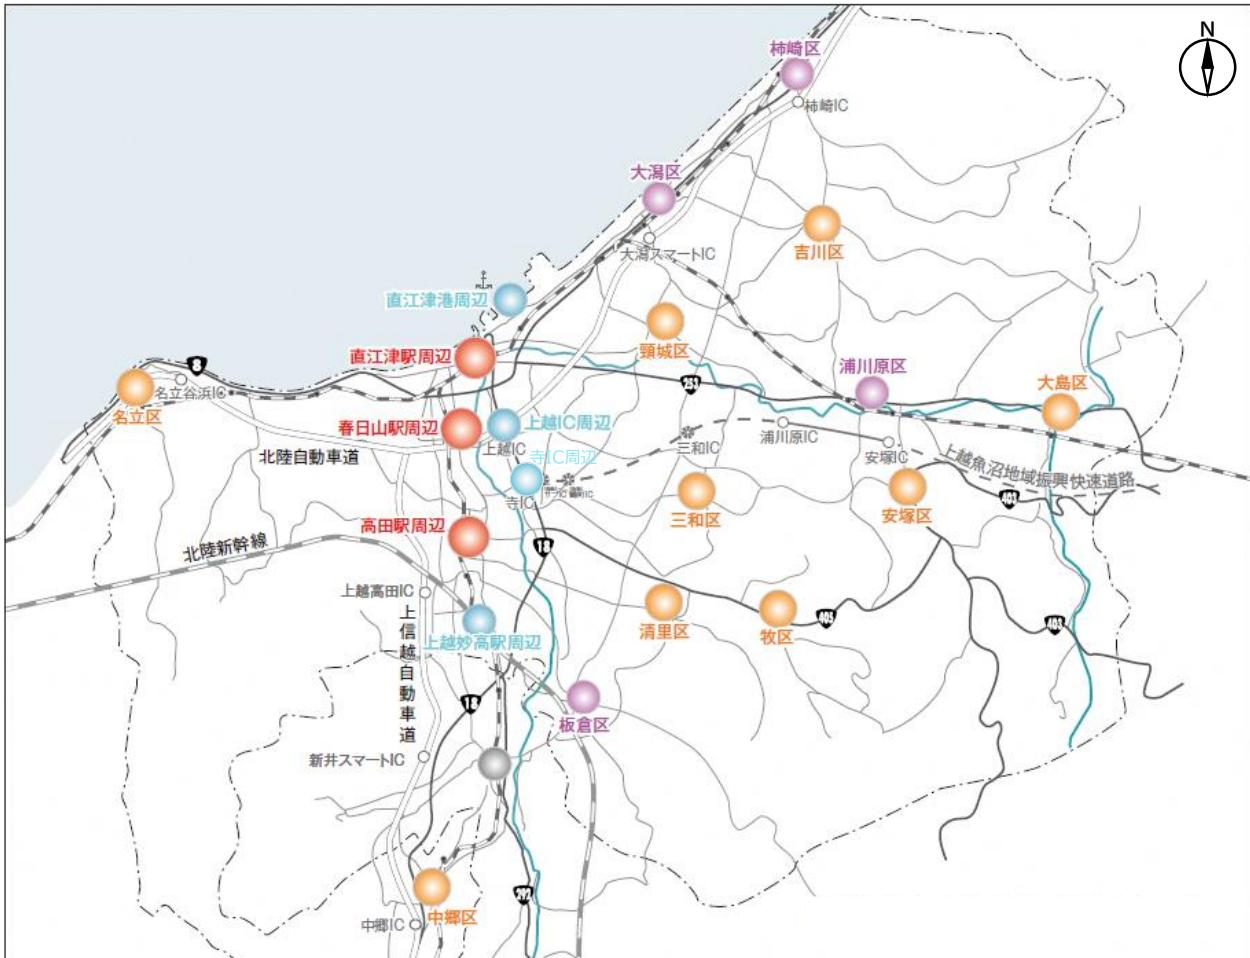 N
柿崎区
柿崎IC
大潟区
大潟スマートIC
吉川区
直江津港周辺
頸城区
直江津駅周辺
8
名立谷浜IC
名立区
253
浦川原区
大島区
春日山駅周辺
上越IC周辺
上越IC
三和IC
浦川原IC
安塚IC
北陸自動車道
寺IC周辺
寺IC
上越魚沼地域振興快速道路
三和区
安塚区
403
高田駅周辺
18
北陸新幹線
上越高田IC
清里区
牧区
405
403
上越妙高駅周辺
上信越自動車道
18
板倉区
新井スマートIC
292
中郷区
中郷IC